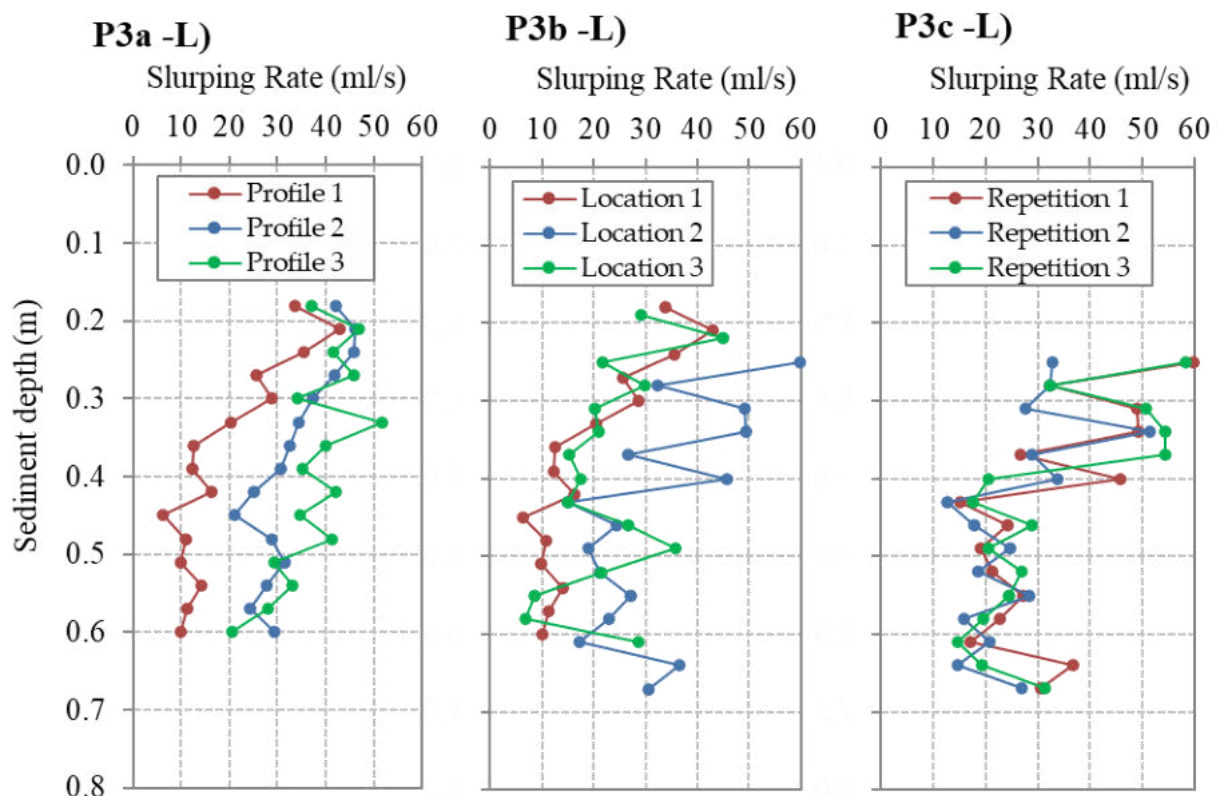 P3a -L)
Slurping Rate (ml/s)
0 10 20 30 40 50 60
Profile 1
Profile 2
Profile 3
Sediment depth (m)
0.0
0.1
0.2
0.3
0.4
0.5
0.6
0.7
0.8
P3b -L)
Slurping Rate (ml/s)
0 10 20 30 40 50 60
Location 1
Location 2
Location 3
P3c -L)
Slurping Rate (ml/s)
0 10 20 30 40 50 60
Repetition 1
Repetition 2
Repetition 3